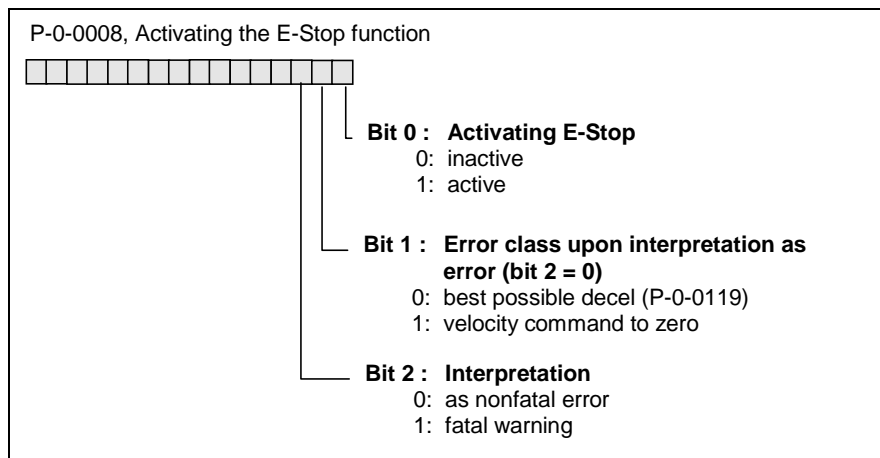 P-0-0008, Activating the E-Stop function
Bit 0 : Activating E-Stop
0: inactive
1: active
Bit 1 : Error class upon interpretation as
error (bit 2 = 0)
0: best possible decel (P-0-0119)
1: velocity command to zero
Bit 2 : Interpretation
0: as nonfatal error
1: fatal warning